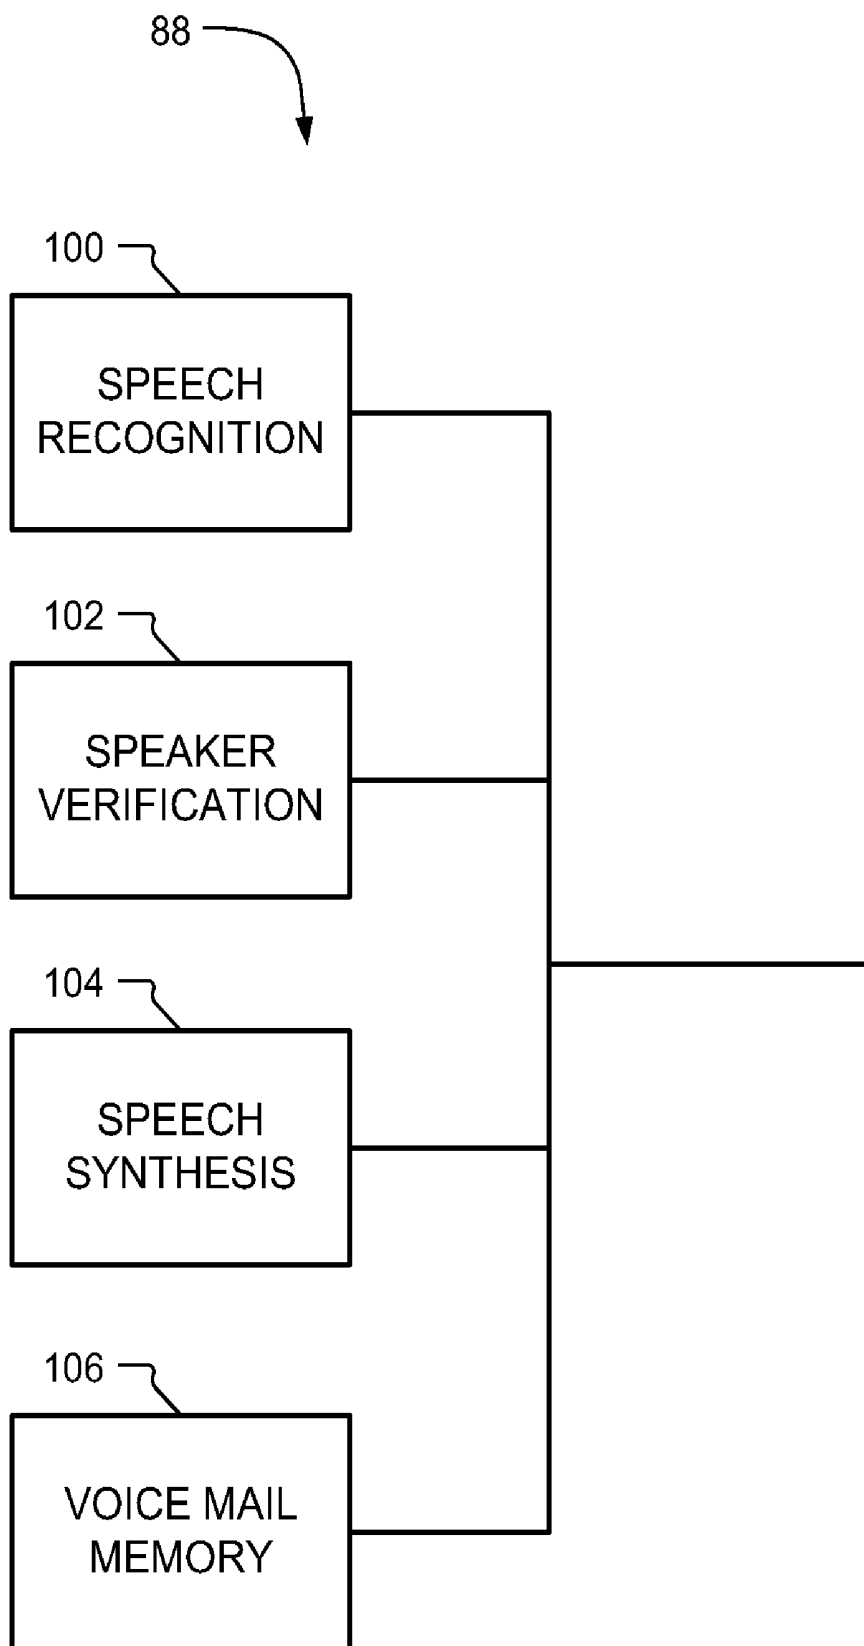 88
100
SPEECH
RECOGNITION
102
SPEAKER
VERIFICATION
104
SPEECH
SYNTHESIS
106
VOICE MAIL
MEMORY